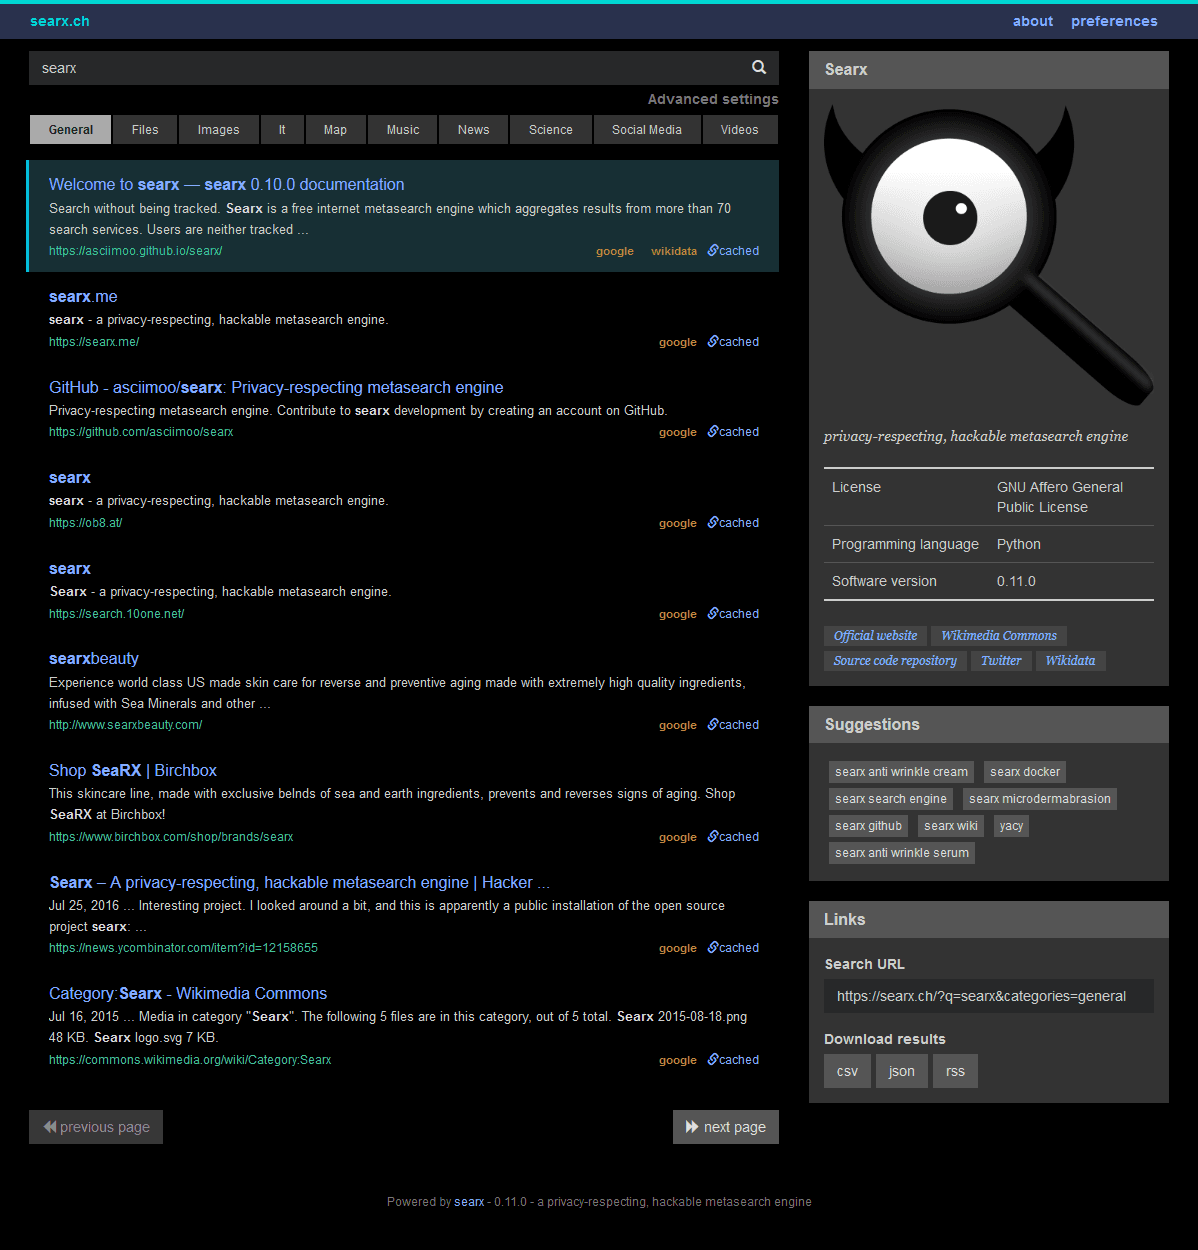 searx.ch
about preferences
searx
Advanced settings
General Files Images It Map Music News Science Social Media Videos
Welcome to searx — searx 0.10.0 documentation
Search without being tracked. Searx is a free internet metasearch engine which aggregates results from more than 70
search services. Users are neither tracked ...
https://asciimoo.github.io/searx/
google wikidata cached
searx.me
searx - a privacy-respecting, hackable metasearch engine.
https://searx.me/
google cached
GitHub - asciimoo/searx: Privacy-respecting metasearch engine
Privacy-respecting metasearch engine. Contribute to searx development by creating an account on GitHub.
https://github.com/asciimoo/searx
google cached
searx
searx - a privacy-respecting, hackable metasearch engine.
https://ob8.at/
google cached
searx
Searx - a privacy-respecting, hackable metasearch engine.
https://search.10one.net/
google cached
searxbeauty
Experience world class US made skin care for reverse and preventive aging made with extremely high quality ingredients,
infused with Sea Minerals and other ...
http://www.searxbeauty.com/
google cached
Shop SeaRX | Birchbox
This skincare line, made with exclusive belnds of sea and earth ingredients, prevents and reverses signs of aging. Shop
SeaRX at Birchbox!
https://www.birchbox.com/shop/brands/searx
google cached
Searx – A privacy-respecting, hackable metasearch engine | Hacker ...
Jul 25, 2016 ... Interesting project. I looked around a bit, and this is apparently a public installation of the open source
project searx: ...
https://news.ycombinator.com/item?id=12158655
google cached
Category:Searx - Wikimedia Commons
Jul 16, 2015 ... Media in category "Searx". The following 5 files are in this category, out of 5 total. Searx 2015-08-18.png
48 KB. Searx logo.svg 7 KB.
https://commons.wikimedia.org/wiki/Category:Searx
google cached
previous page
next page
Searx
privacy-respecting, hackable metasearch engine
License GNU Affero General
Public License
Programming language Python
Software version 0.11.0
Official website Wikimedia Commons
Source code repository Twitter Wikidata
Suggestions
searx anti wrinkle cream searx docker
searx search engine searx microdermabrasion
searx github searx wiki yacy
searx anti wrinkle serum
Links
Search URL
https://searx.ch/?q=searx&categories=general
Download results
csv json rss
Powered by searx - 0.11.0 - a privacy-respecting, hackable metasearch engine